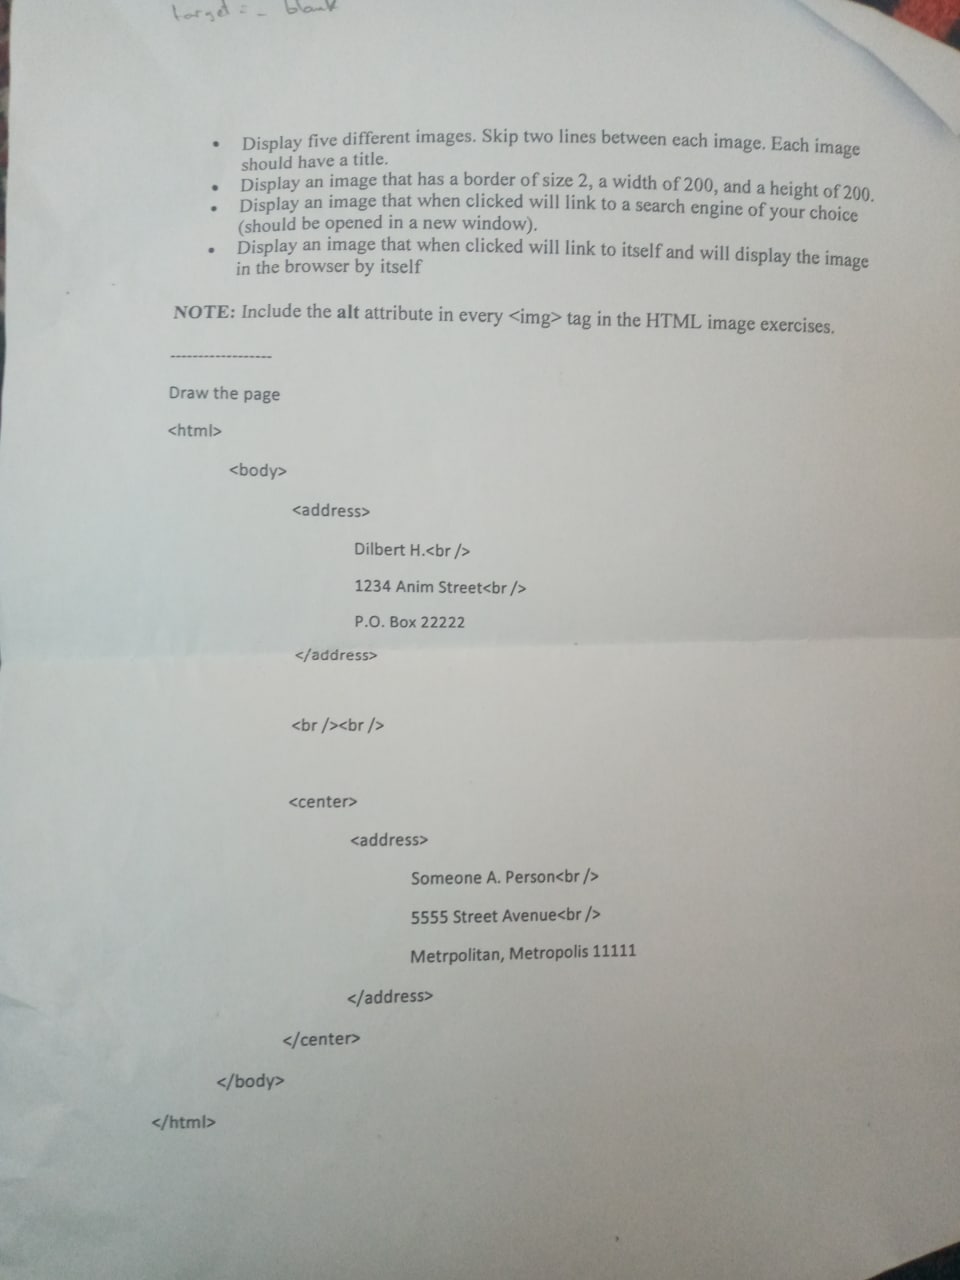 target = _ blank
• Display five different images. Skip two lines between each image. Each image
should have a title.
• Display an image that has a border of size 2, a width of 200, and a height of 200.
• Display an image that when clicked will link to a search engine of your choice
(should be opened in a new window).
• Display an image that when clicked will link to itself and will display the image
in the browser by itself
NOTE: Include the alt attribute in every <img> tag in the HTML image exercises.
------------------
Draw the page
<html>
<body>
<address>
Dilbert H.<br />
1234 Anim Street<br />
P.O. Box 22222
</address>
<br /><br />
<center>
<address>
Someone A. Person<br />
5555 Street Avenue<br />
Metrpolitan, Metropolis 11111
</address>
</center>
</body>
</html>